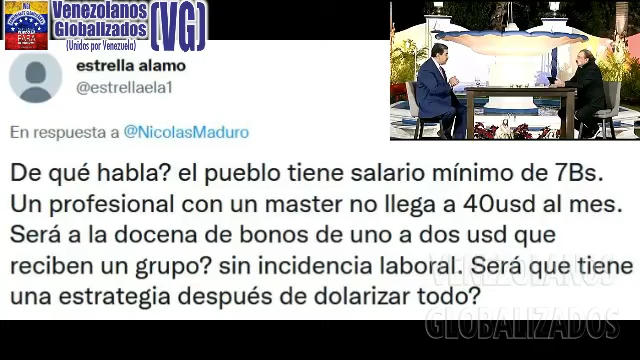 Venezolanos
Globalizados
(Unidos por Venezuela)
(VG)
estrella alamo
@estrellaela1
En respuesta a @NicolasMaduro
De qué habla? el pueblo tiene salario mínimo de 7Bs.
Un profesional con un master no llega a 40usd al mes.
Será a la docena de bonos de uno a dos usd que
reciben un grupo? sin incidencia laboral. Será que tiene
una estrategia después de dolarizar todo?
VENEZOLANOS
GLOBALIZADOS